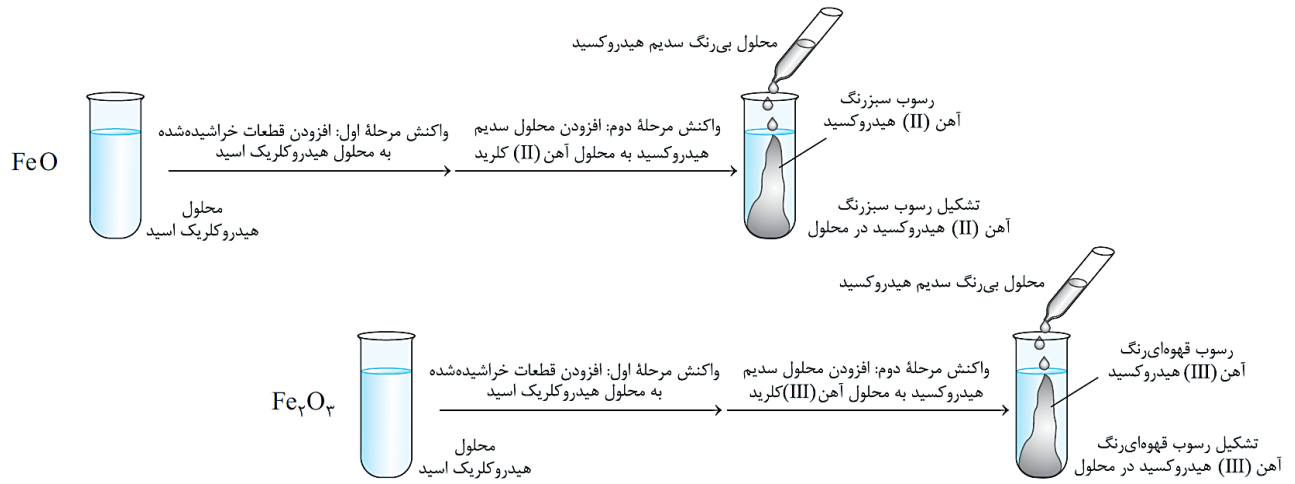 محلول بی‌رنگ سدیم هیدروکسید
رسوب سبزرنگ
آهن (II) هیدروکسید
واکنش مرحلهٔ دوم: افزودن محلول سدیم
هیدروکسید به محلول آهن (II) کلرید
واکنش مرحلهٔ اول: افزودن قطعات خراشیده‌شده
به محلول هیدروکلریک اسید
FeO
محلول
هیدروکلریک اسید
تشکیل رسوب سبزرنگ
آهن (II) هیدروکسید در محلول
محلول بی‌رنگ سدیم هیدروکسید
رسوب قهوه‌ای‌رنگ
آهن (III) هیدروکسید
واکنش مرحلهٔ دوم: افزودن محلول سدیم
هیدروکسید به محلول آهن (III)کلرید
واکنش مرحلهٔ اول: افزودن قطعات خراشیده‌شده
به محلول هیدروکلریک اسید
Fe۲O۳
محلول
هیدروکلریک اسید
تشکیل رسوب قهوه‌ای‌رنگ
آهن (III) هیدروکسید در محلول